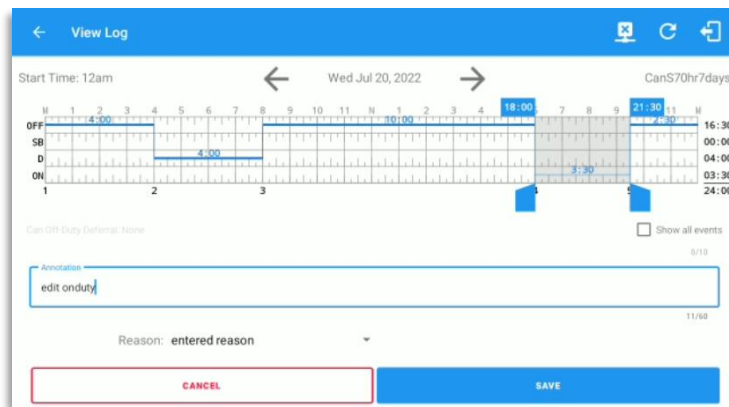 View Log
Start Time: 12am
Wed Jul 20, 2022
CanS70hr7days
M 1 2 3 4 5 6 7 8 9 10 11 N 1 2 3 4 18:00 7 8 9 21:30 11 M
OFF 4:00 10:00 2:30 16:30
SB 00:00
D 4:00 04:00
ON 3:30 03:30
1 2 3 4 5 24:00
Can Off-Duty Deferral: None
Show all events
0/10
Annotation
edit onduty
11/60
Reason: entered reason
CANCEL
SAVE